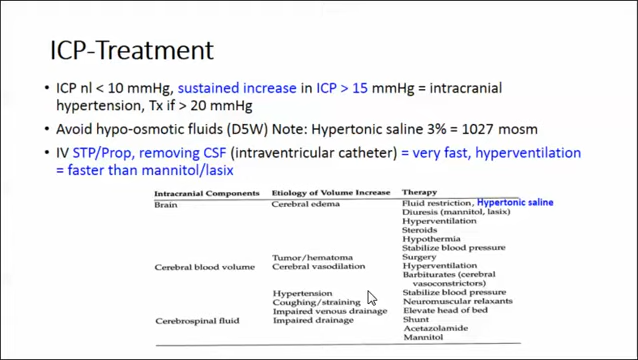 ICP-Treatment
• ICP nl < 10 mmHg, sustained increase in ICP > 15 mmHg = intracranial
hypertension, Tx if > 20 mmHg
• Avoid hypo-osmotic fluids (D5W) Note: Hypertonic saline 3% = 1027 mosm
• IV STP/Prop, removing CSF (intraventricular catheter) = very fast, hyperventilation
= faster than mannitol/lasix
Intracranial Components Etiology of Volume Increase Therapy
Brain Cerebral edema Fluid restriction, Hypertonic saline
Diuresis (mannitol, lasix)
Hyperventilation
Steroids
Hypothermia
Stabilize blood pressure
Tumor/hematoma Surgery
Cerebral blood volume Cerebral vasodilation Hyperventilation
Barbiturates (cerebral
vasoconstrictors)
Hypertension Stabilize blood pressure
Coughing/straining Neuromuscular relaxants
Impaired venous drainage Elevate head of bed
Cerebrospinal fluid Impaired drainage Shunt
Acetazolamide
Mannitol